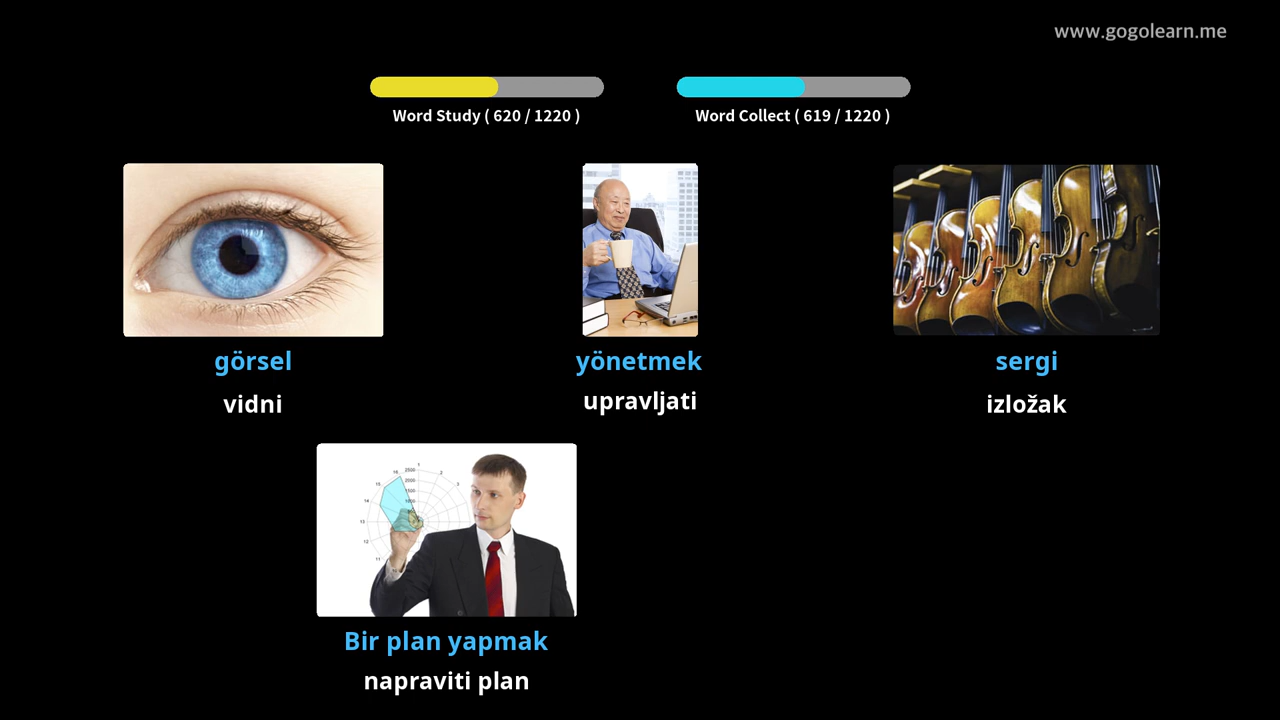 www.gogolearn.me
Word Study ( 620 / 1220 )
Word Collect ( 619 / 1220 )
görsel
vidni
yönetmek
upravljati
sergi
izložak
Bir plan yapmak
napraviti plan